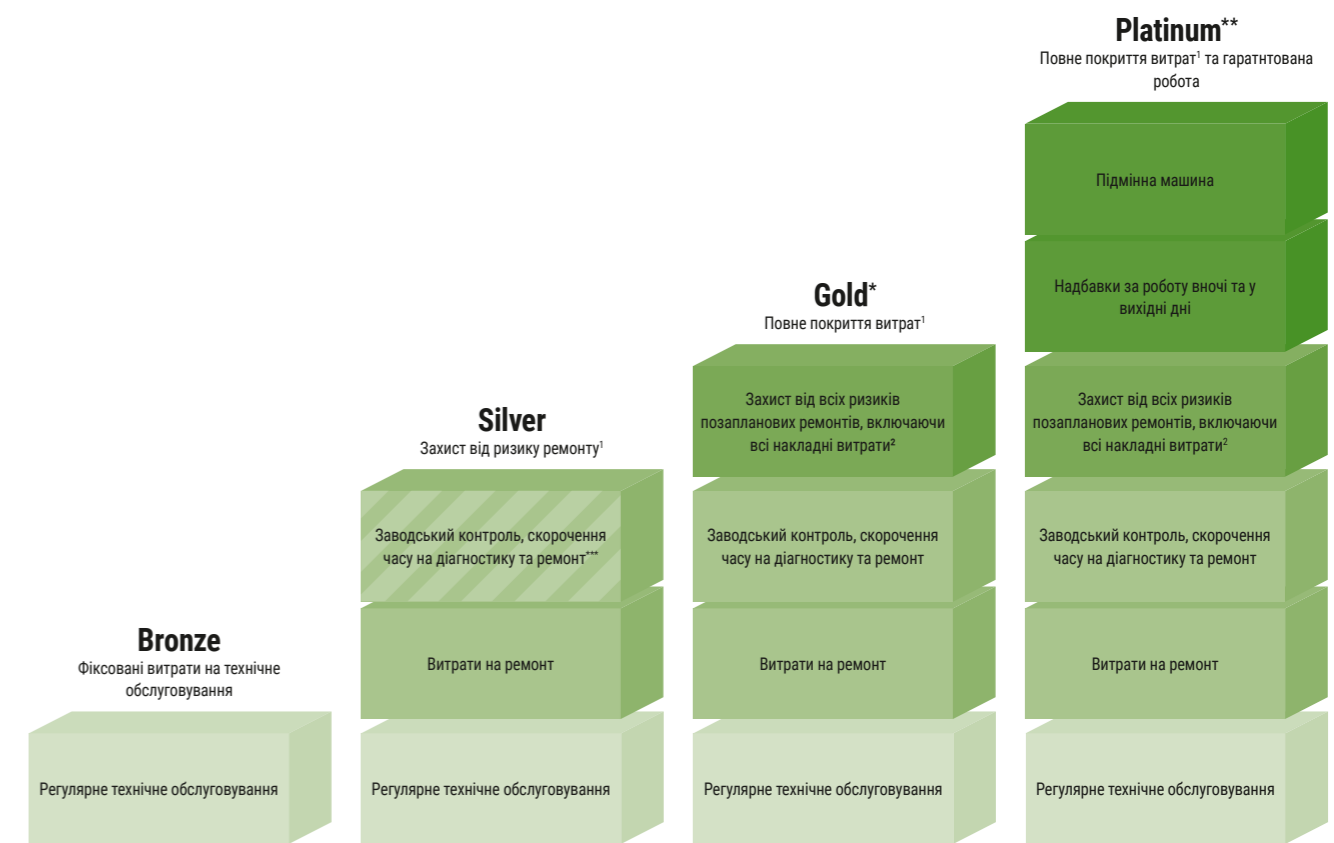 Platinum**
Повне покриття витрат¹ та гаратнтована
робота
Підмінна машина
Надбавки за роботу вночі та у
вихідні дні
Захист від всіх ризиків
позапланових ремонтів, включаючи
всі накладні витрати²
Заводський контроль, скорочення
часу на діагностику та ремонт
Витрати на ремонт
Регулярне технічне обслуговування
Gold*
Повне покриття витрат¹
Захист від всіх ризиків
позапланових ремонтів, включаючи
всі накладні витрати²
Заводський контроль, скорочення
часу на діагностику та ремонт
Витрати на ремонт
Регулярне технічне обслуговування
Silver
Захист від ризику ремонту¹
Заводський контроль, скорочення
часу на діагностику та ремонт***
Витрати на ремонт
Регулярне технічне обслуговування
Bronze
Фіксовані витрати на технічне
обслуговування
Регулярне технічне обслуговування